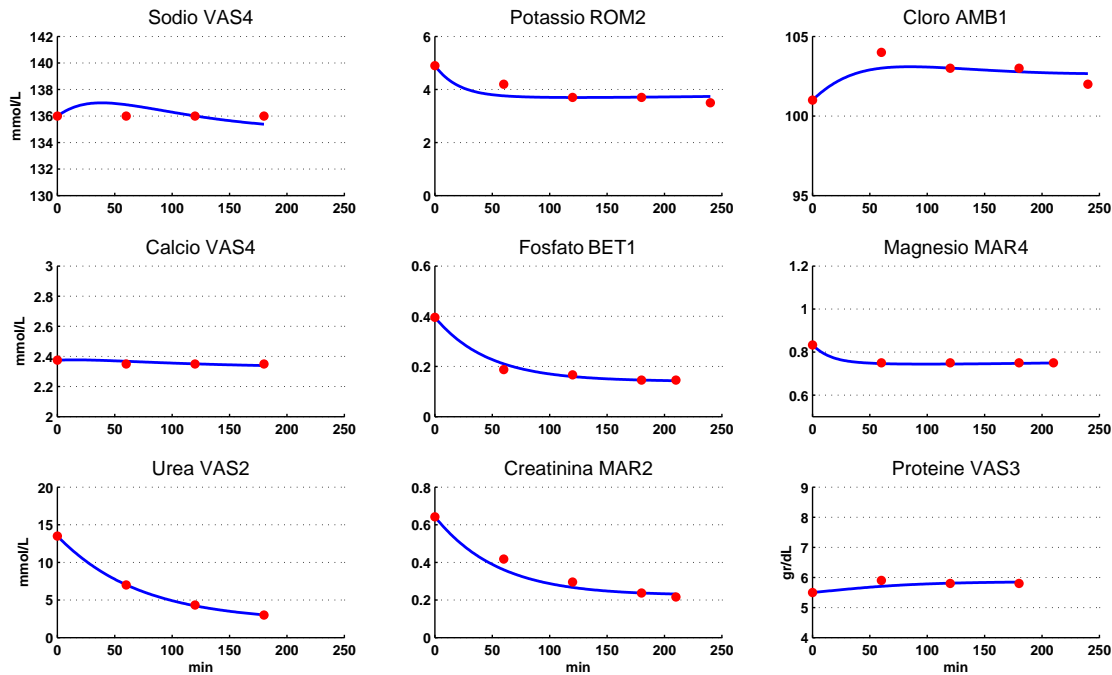 Sodio VAS4
142
140
138
136
134
132
130
mmol/L
0 50 100 150 200 250
Potassio ROM2
6
4
2
0
0 50 100 150 200 250
Cloro AMB1
105
100
95
0 50 100 150 200 250
Calcio VAS4
3
2.8
2.6
2.4
2.2
2
mmol/L
0 50 100 150 200 250
Fosfato BET1
0.6
0.4
0.2
0
0 50 100 150 200 250
Magnesio MAR4
1.2
1
0.8
0.6
0 50 100 150 200 250
Urea VAS2
20
15
10
5
0
mmol/L
0 50 100 150 200 250
min
Creatinina MAR2
0.8
0.6
0.4
0.2
0
0 50 100 150 200 250
min
Proteine VAS3
9
8
7
6
5
4
gr/dL
0 50 100 150 200 250
min